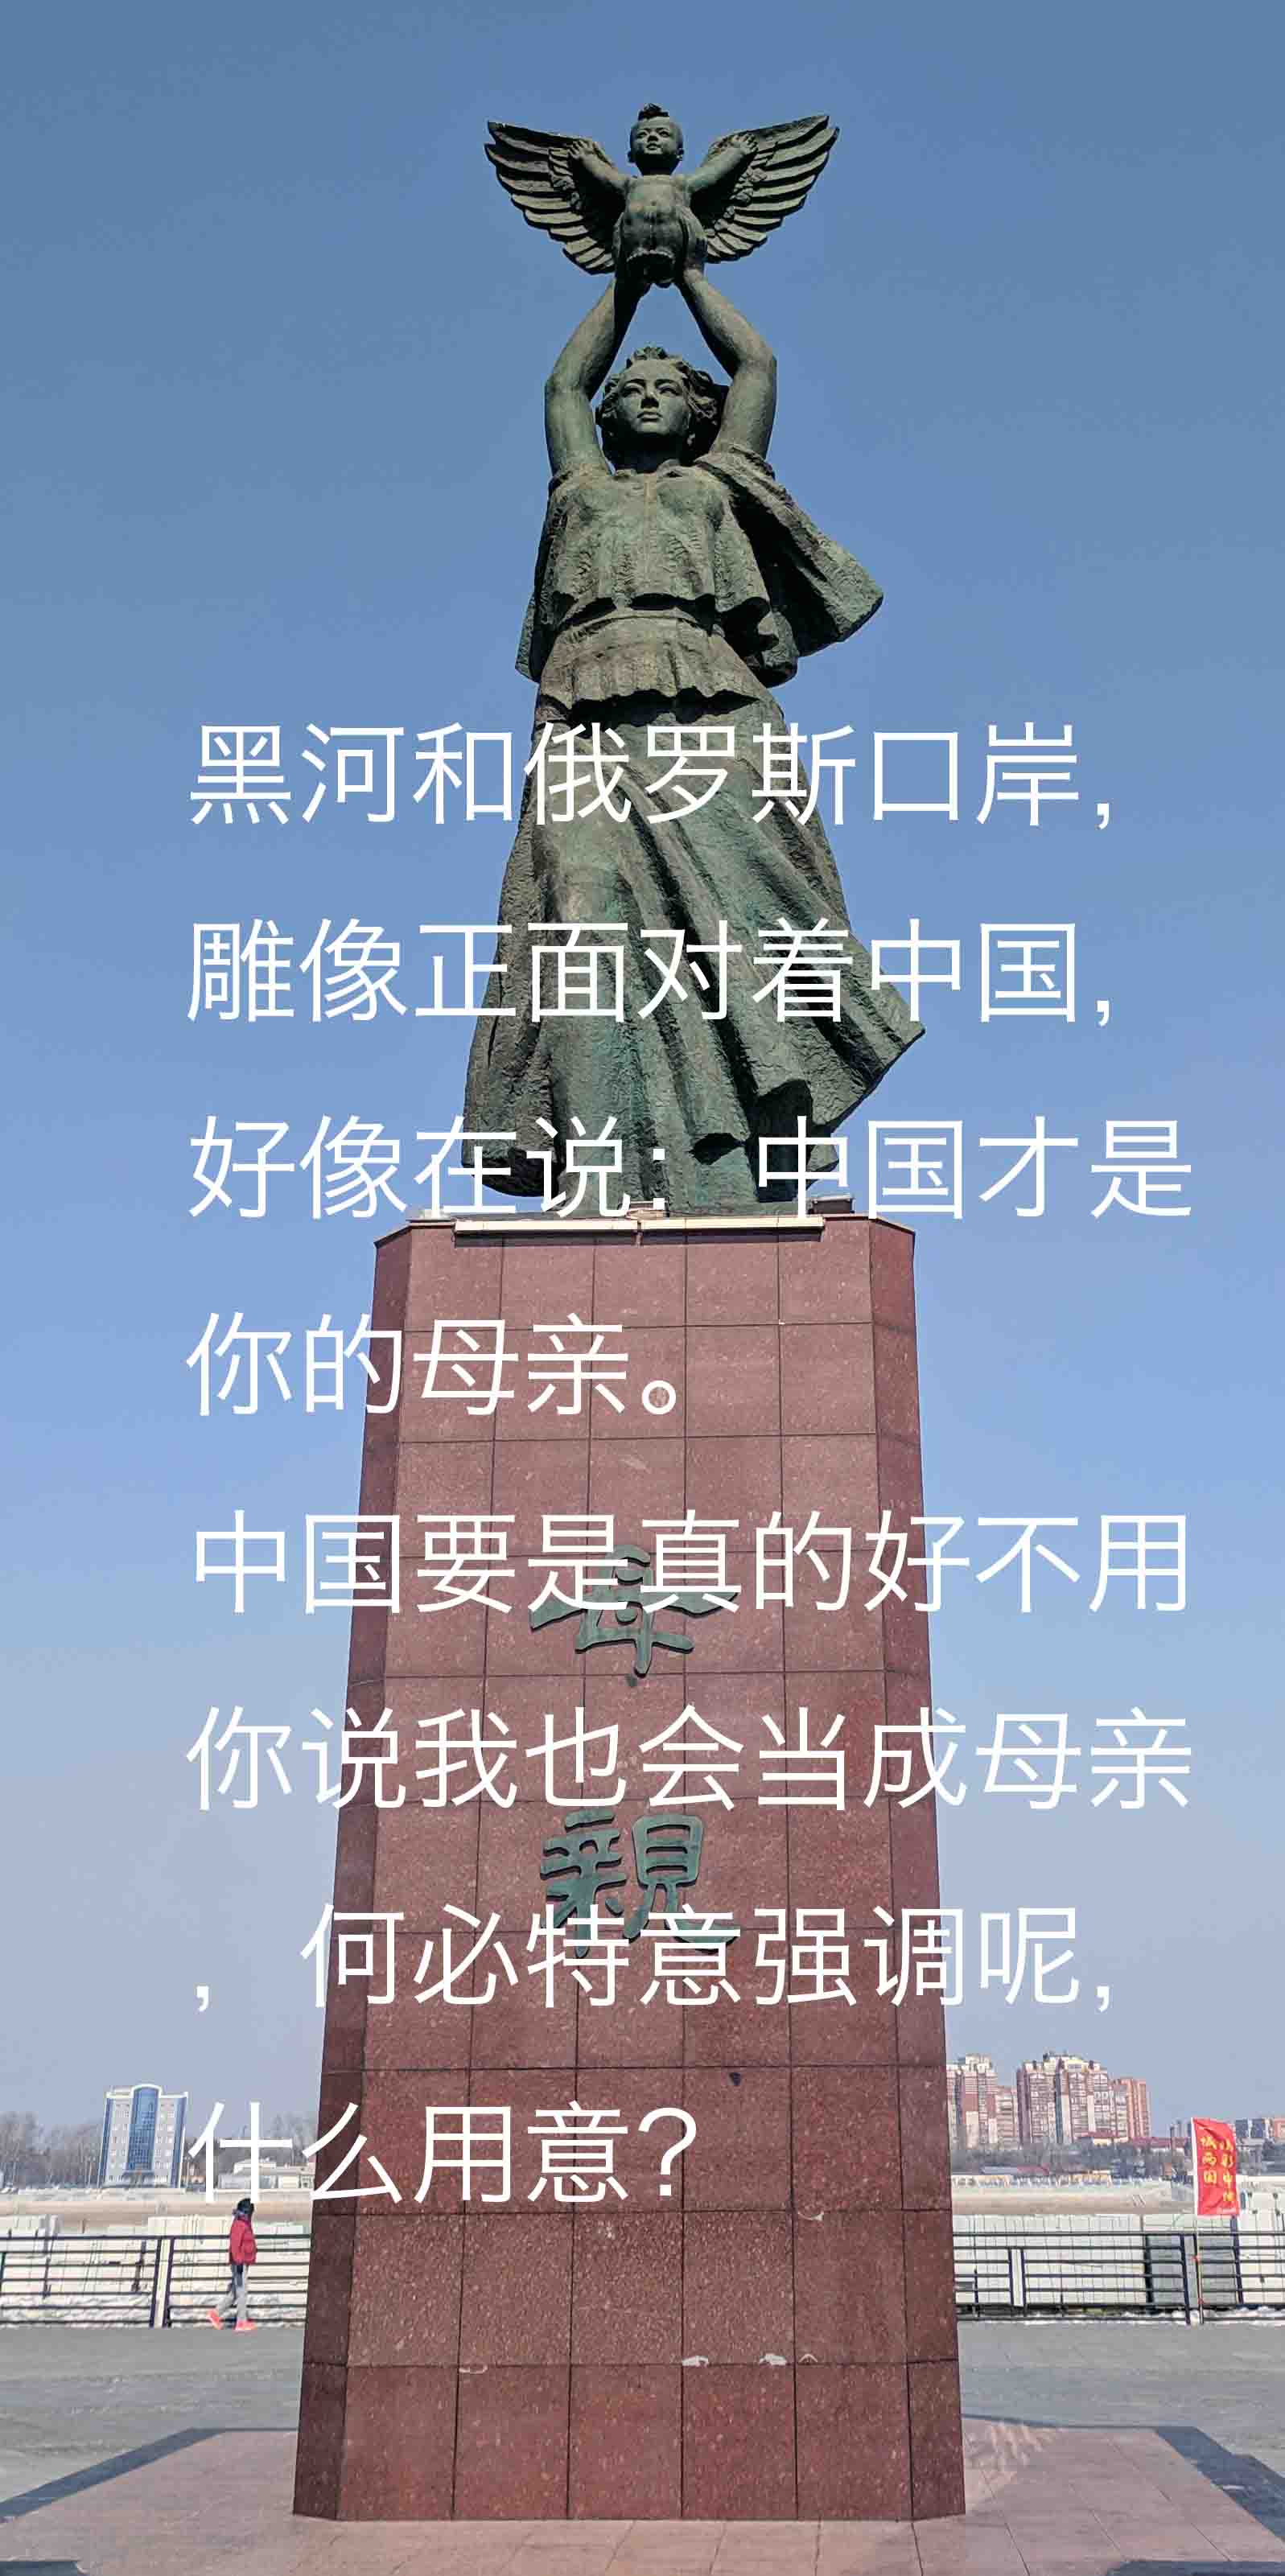 黑河和俄罗斯口岸，
雕像正面对着中国，
好像在说：中国才是
你的母亲。
中国要是真的好不用
你说我也会当成母亲
，何必特意强调呢，
什么用意？
母
親